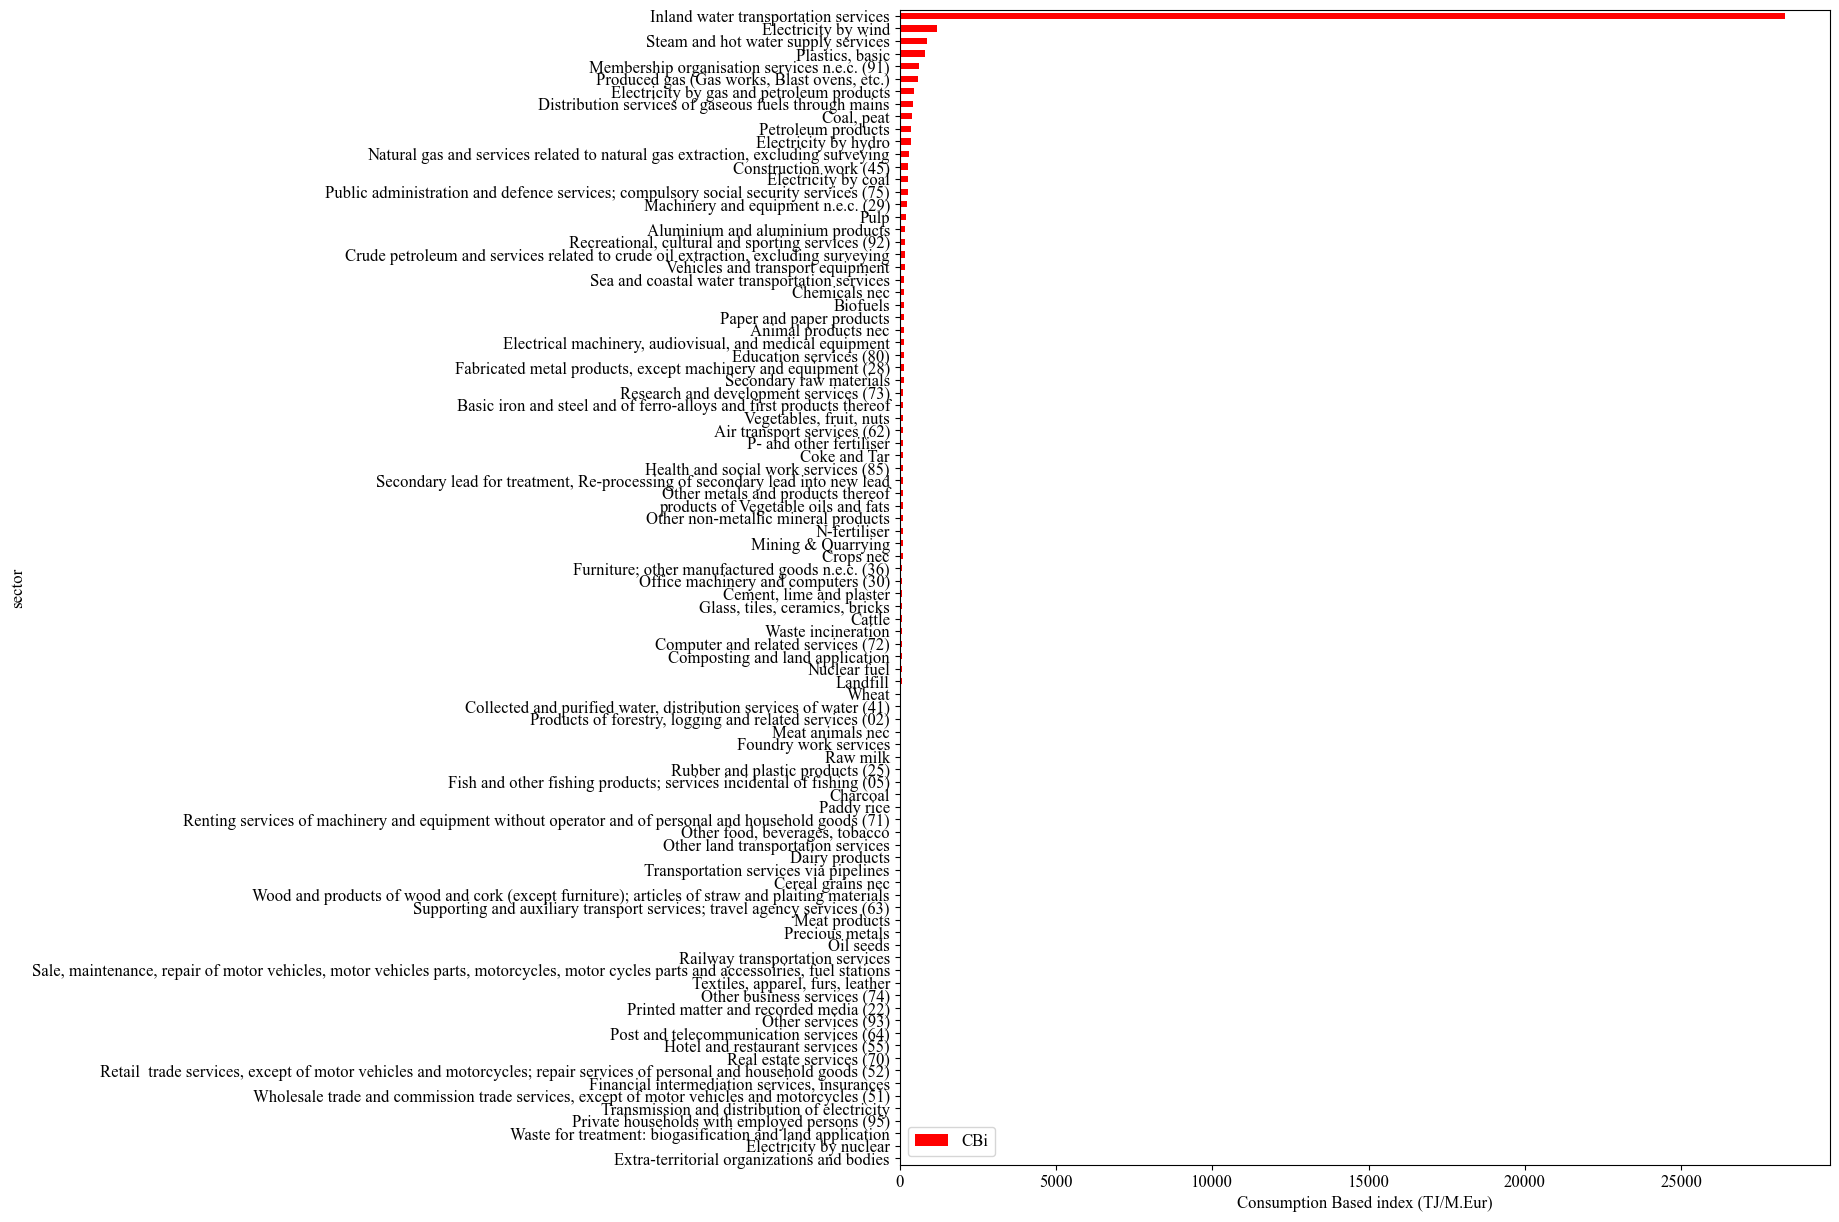 Inland water transportation services
Electricity by wind
Steam and hot water supply services
Plastics, basic
Membership organisation services n.e.c. (91)
Produced gas (Gas works, Blast ovens, etc.)
Electricity by gas and petroleum products
Distribution services of gaseous fuels through mains
Coal, peat
Petroleum products
Electricity by hydro
Natural gas and services related to natural gas extraction, excluding surveying
Construction work (45)
Electricity by coal
Public administration and defence services; compulsory social security services (75)
Machinery and equipment n.e.c. (29)
Pulp
Aluminium and aluminium products
Recreational, cultural and sporting services (92)
Crude petroleum and services related to crude oil extraction, excluding surveying
Vehicles and transport equipment
Sea and coastal water transportation services
Chemicals nec
Biofuels
Paper and paper products
Animal products nec
Electrical machinery, audiovisual, and medical equipment
Education services (80)
Fabricated metal products, except machinery and equipment (28)
Secondary raw materials
Research and development services (73)
Basic iron and steel and of ferro-alloys and first products thereof
Vegetables, fruit, nuts
Air transport services (62)
P- and other fertiliser
Coke and Tar
Health and social work services (85)
Secondary lead for treatment, Re-processing of secondary lead into new lead
Other metals and products thereof
products of Vegetable oils and fats
Other non-metallic mineral products
N-fertiliser
Mining & Quarrying
Crops nec
Furniture; other manufactured goods n.e.c. (36)
Office machinery and computers (30)
Cement, lime and plaster
Glass, tiles, ceramics, bricks
Cattle
Waste incineration
Computer and related services (72)
Composting and land application
Nuclear fuel
Landfill
Wheat
Collected and purified water, distribution services of water (41)
Products of forestry, logging and related services (02)
Meat animals nec
Foundry work services
Raw milk
Rubber and plastic products (25)
Fish and other fishing products; services incidental of fishing (05)
Charcoal
Paddy rice
Renting services of machinery and equipment without operator and of personal and household goods (71)
Other food, beverages, tobacco
Other land transportation services
Dairy products
Transportation services via pipelines
Cereal grains nec
Wood and products of wood and cork (except furniture); articles of straw and plaiting materials
Supporting and auxiliary transport services; travel agency services (63)
Meat products
Precious metals
Oil seeds
Railway transportation services
Sale, maintenance, repair of motor vehicles, motor vehicles parts, motorcycles, motor cycles parts and accessoiries, fuel stations
Textiles, apparel, furs, leather
Other business services (74)
Printed matter and recorded media (22)
Other services (93)
Post and telecommunication services (64)
Hotel and restaurant services (55)
Real estate services (70)
Retail  trade services, except of motor vehicles and motorcycles; repair services of personal and household goods (52)
Financial intermediation services, insurances
Wholesale trade and commission trade services, except of motor vehicles and motorcycles (51)
Transmission and distribution of electricity
Private households with employed persons (95)
Waste for treatment: biogasification and land application
Electricity by nuclear
Extra-territorial organizations and bodies
sector
CBi
0 5000 10000 15000 20000 25000
Consumption Based index (TJ/M.Eur)